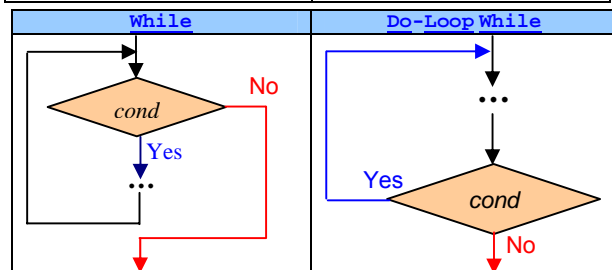 While
Do-Loop While
No
cond
Yes
...
...
Yes
cond
No